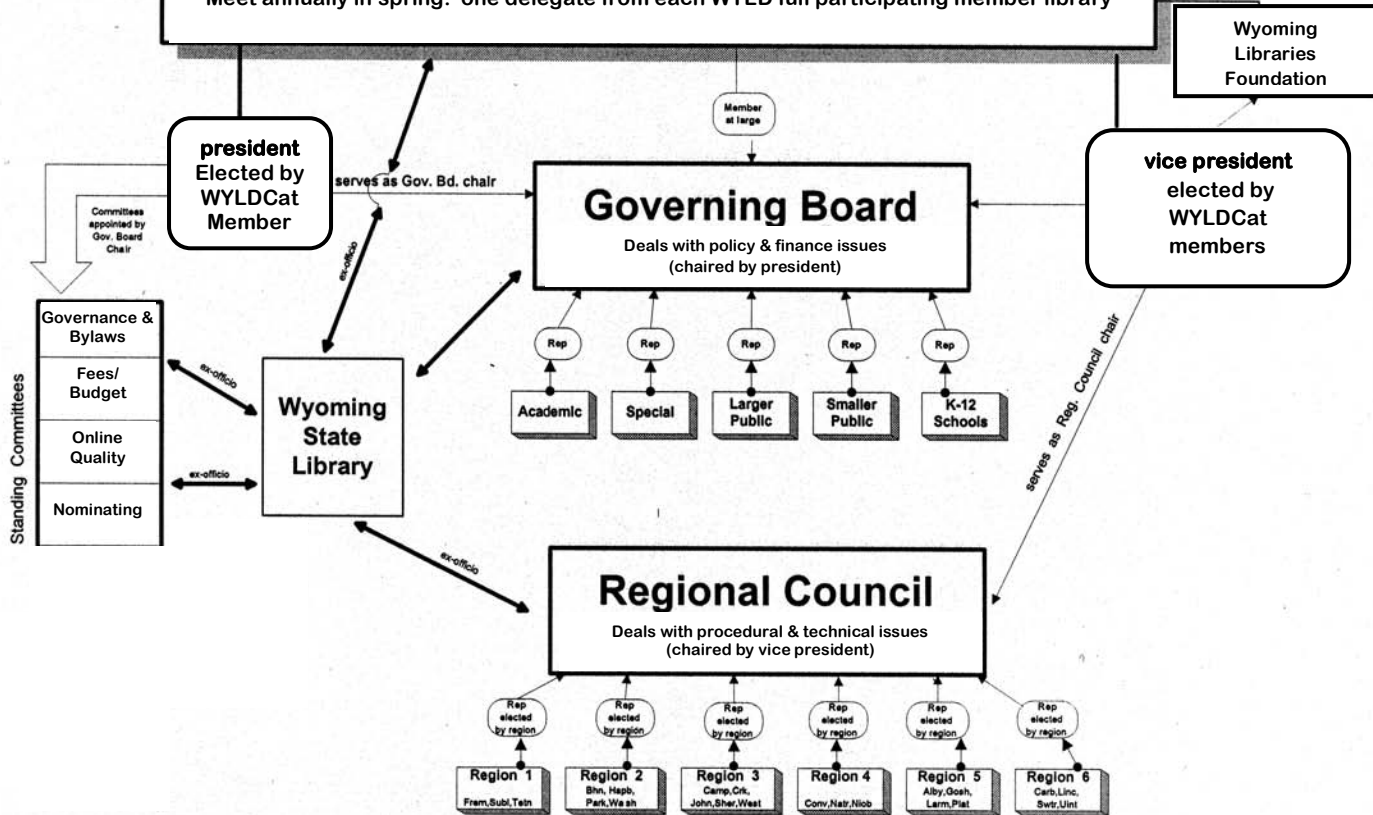 Meet annually in spring: one delegate from each WYLD full participating member library
Wyoming
Libraries
Foundation
Member
at large
president
Elected by
WYLDCat
Member
serves as Gov. Bd. chair
Governing Board
Deals with policy & finance issues
(chaired by president)
vice president
elected by
WYLDCat
members
Committees
appointed by
Gov. Board
Chair
ex-officio
Standing Committees
Governance &
Bylaws
Fees/
Budget
Online
Quality
Nominating
ex-officio
ex-officio
Wyoming
State
Library
Rep
Rep
Rep
Rep
Rep
Academic
Special
Larger
Public
Smaller
Public
K-12
Schools
serves as Reg. Council chair
ex-officio
Regional Council
Deals with procedural & technical issues
(chaired by vice president)
Rep
elected
by region
Rep
elected
by region
Rep
elected
by region
Rep
elected
by region
Rep
elected
by region
Rep
elected
by region
Region 1
Frem,Subl,Tetn
Region 2
Bhn, Hapb,
Park,Wash
Region 3
Camp,Crk,
John,Sher,West
Region 4
Conv,Natr,Niob
Region 5
Alby,Gosh,
Larm,Plat
Region 6
Carb,Linc,
Swtr,Uint